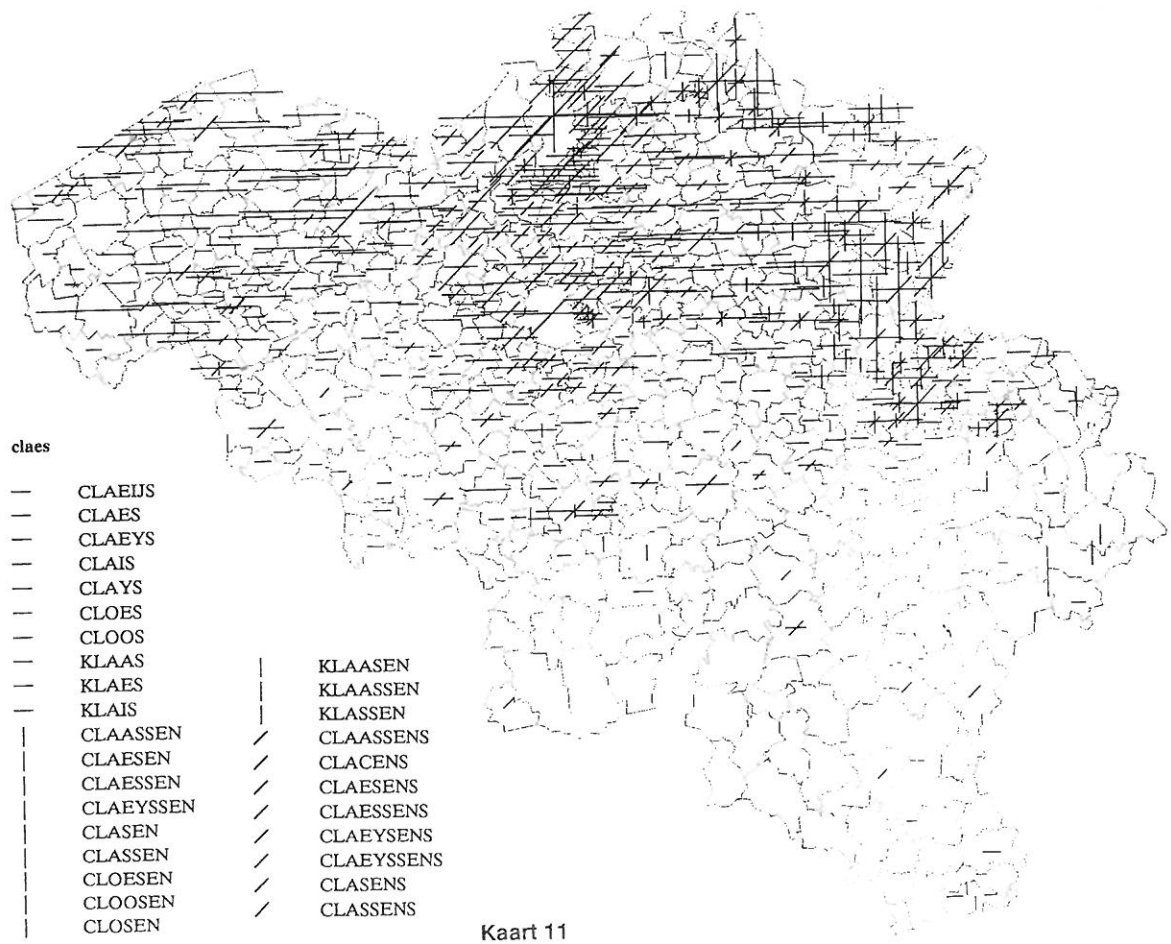 claes
— CLAEIJS
— CLAES
— CLAEYS
— CLAIS
— CLAYS
— CLOES
— CLOOS
— KLAAS
— KLAES
— KLAIS
| CLAASSEN
| CLAESEN
| CLAESSEN
| CLAEYSSEN
| CLASEN
| CLASSEN
| CLOESEN
| CLOOSEN
| CLOSEN
| KLAASEN
| KLAASSEN
| KLASSEN
/ CLAASSENS
/ CLACENS
/ CLAESENS
/ CLAESSENS
/ CLAEYSENS
/ CLAEYSSENS
/ CLASENS
/ CLASSENS
Kaart 11